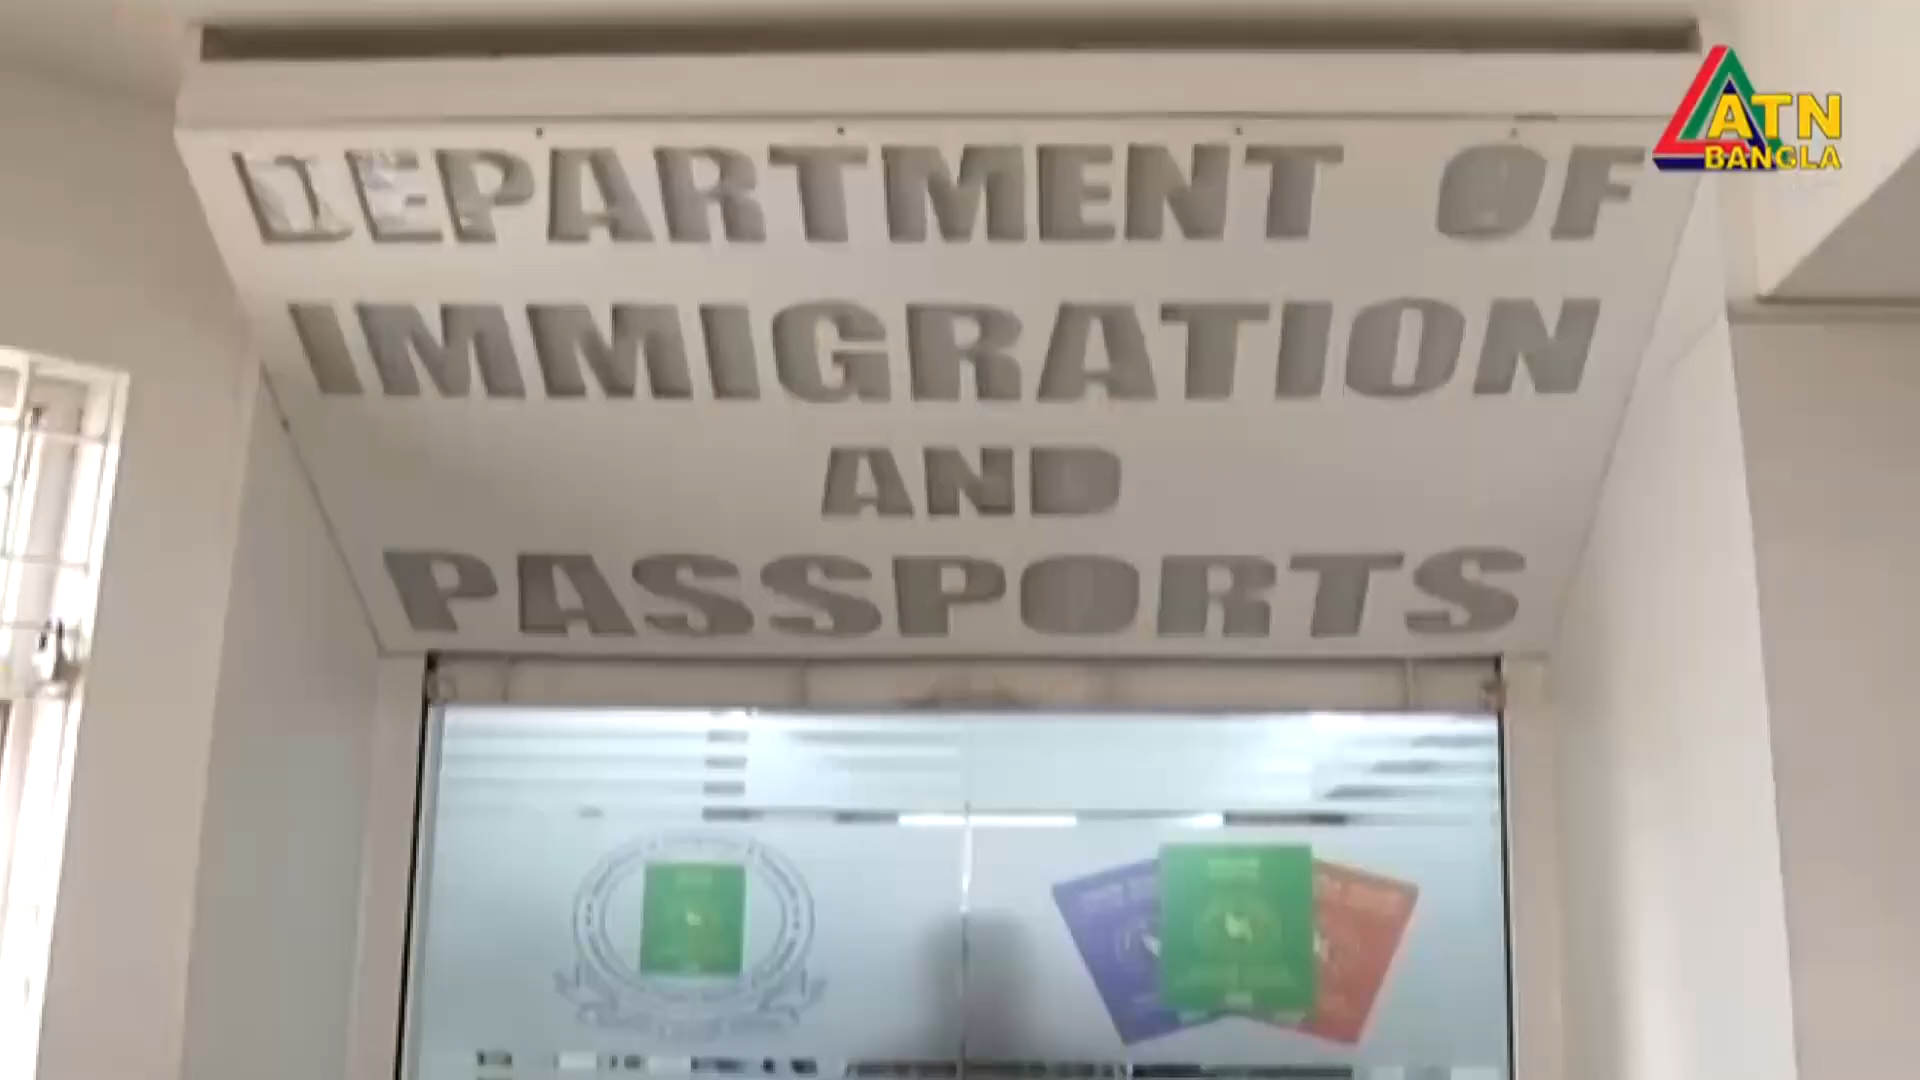 DEPARTMENT OF
IMMIGRATION
AND
PASSPORTS
ATN
BANGLA